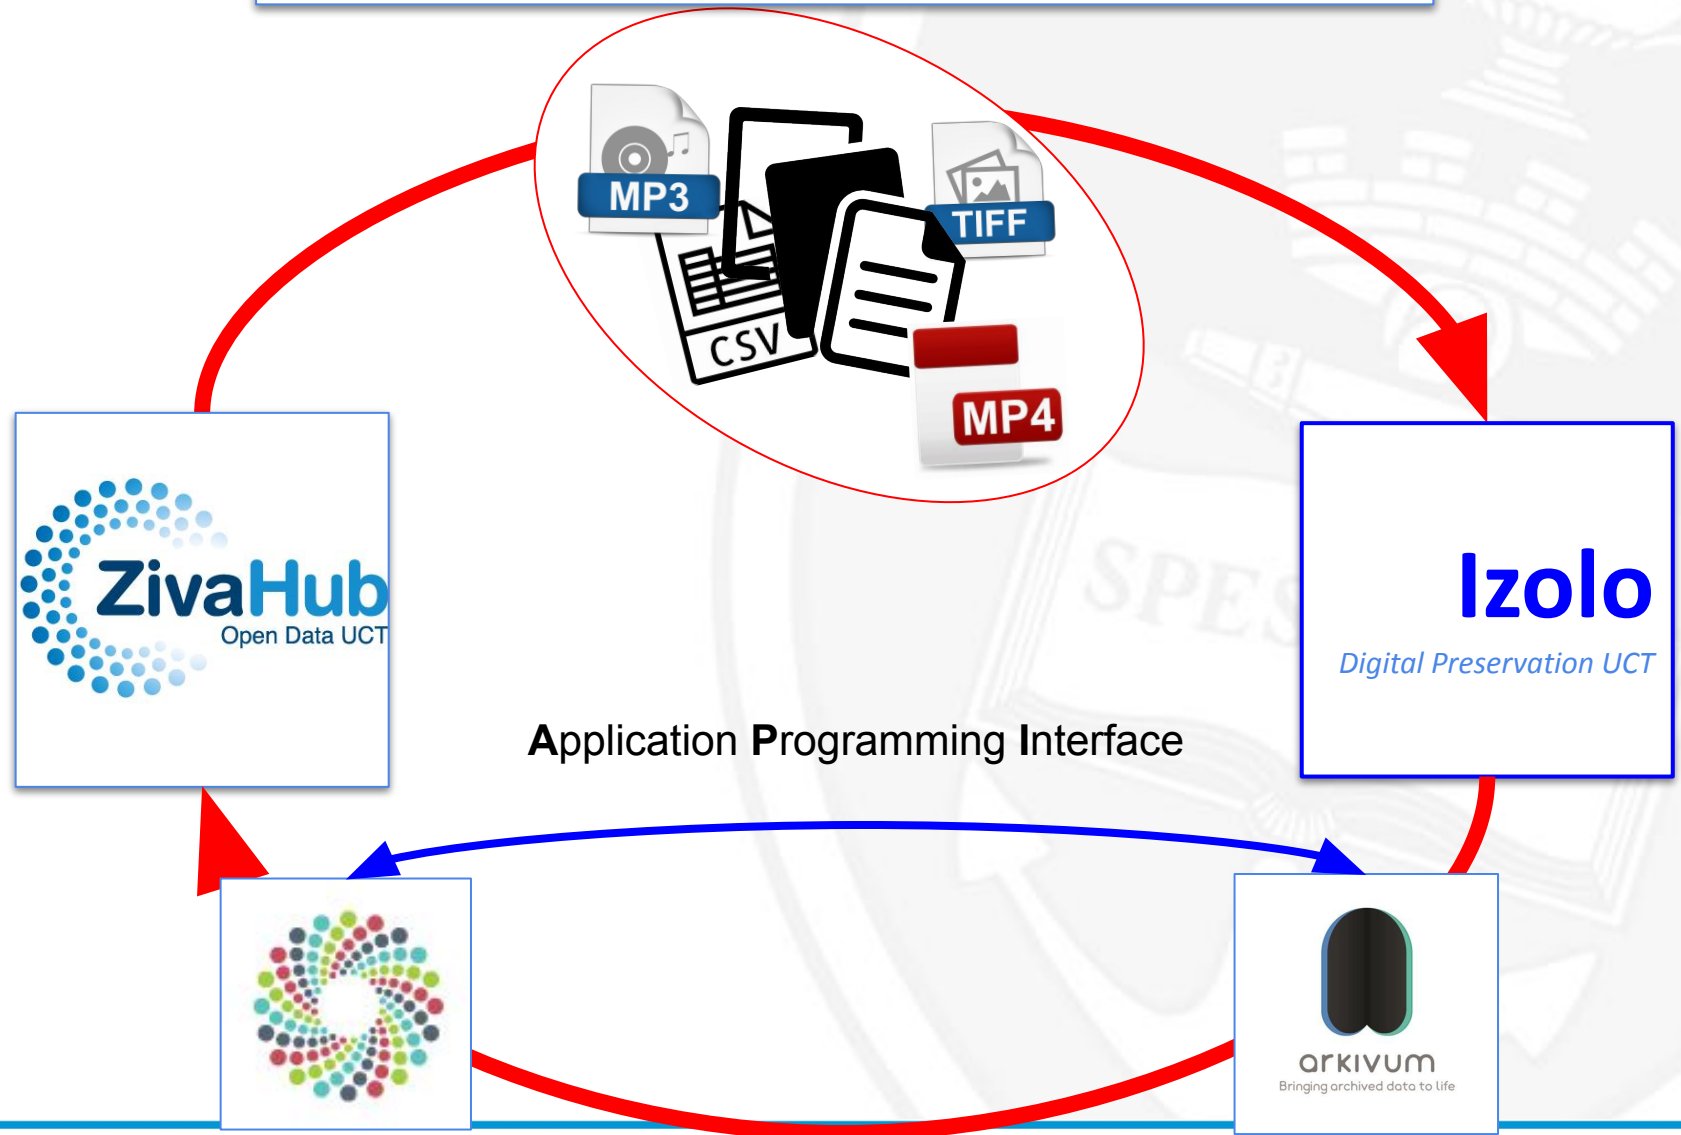 MP3
TIFF
CSV
MP4
ZivaHub
Open Data UCT
Izolo
Digital Preservation UCT
SPES
Application Programming Interface
arkivum
Bringing archived data to life